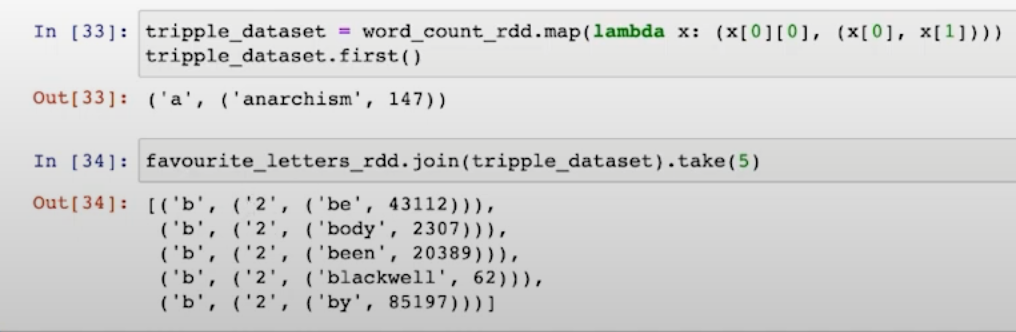 In [33]: tripple_dataset = word_count_rdd.map(lambda x: (x[0][0], (x[0], x[1])))
tripple_dataset.first()
Out[33]: ('a', ('anarchism', 147))
In [34]: favourite_letters_rdd.join(tripple_dataset).take(5)
Out[34]: [('b', ('2', ('be', 43112))),
('b', ('2', ('body', 2307))),
('b', ('2', ('been', 20389))),
('b', ('2', ('blackwell', 62))),
('b', ('2', ('by', 85197)))]